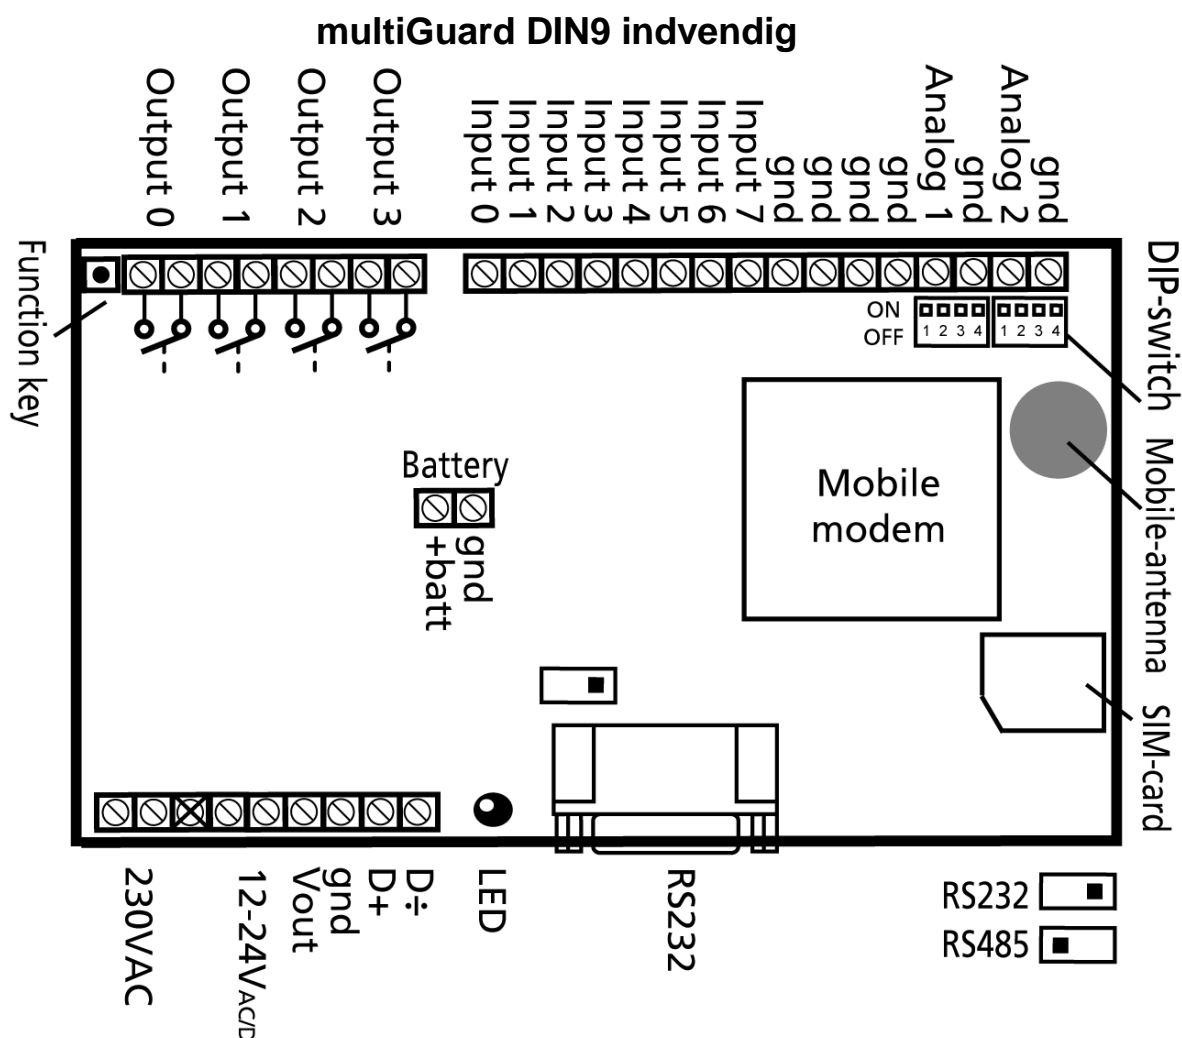 multiGuard DIN9 indvendig
Output 0
Output 1
Output 2
Output 3
Input 0
Input 1
Input 2
Input 3
Input 4
Input 5
Input 6
Input 7
gnd
gnd
gnd
gnd
Analog 1
gnd
Analog 2
gnd
Function key
ON
OFF
1 2 3 4
1 2 3 4
DIP-switch
Battery
+batt
gnd
Mobile
modem
Mobile-antenna
SIM-card
230VAC
12-24VAC/D
Vout
gnd
D+
D÷
LED
RS232
RS232
RS485